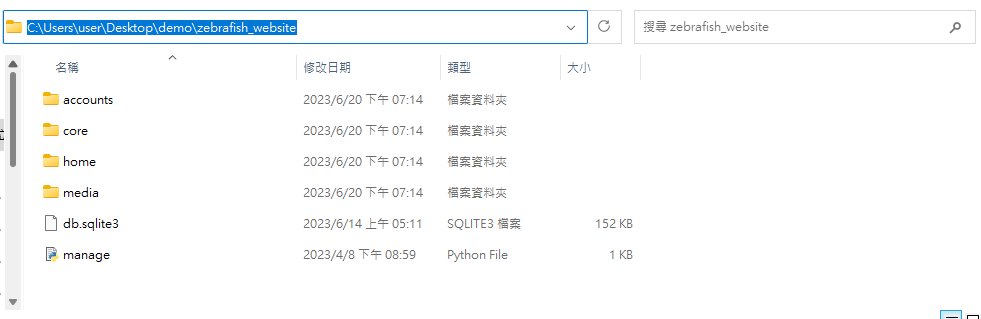 C:\Users\user\Desktop\demo\zebrafish_website 搜尋 zebrafish_website
名稱 修改日期 類型 大小
accounts 2023/6/20 下午 07:14 檔案資料夾
core 2023/6/20 下午 07:14 檔案資料夾
home 2023/6/20 下午 07:14 檔案資料夾
media 2023/6/20 下午 07:14 檔案資料夾
db.sqlite3 2023/6/14 上午 05:11 SQLITE3 檔案 152 KB
manage 2023/4/8 下午 08:59 Python File 1 KB